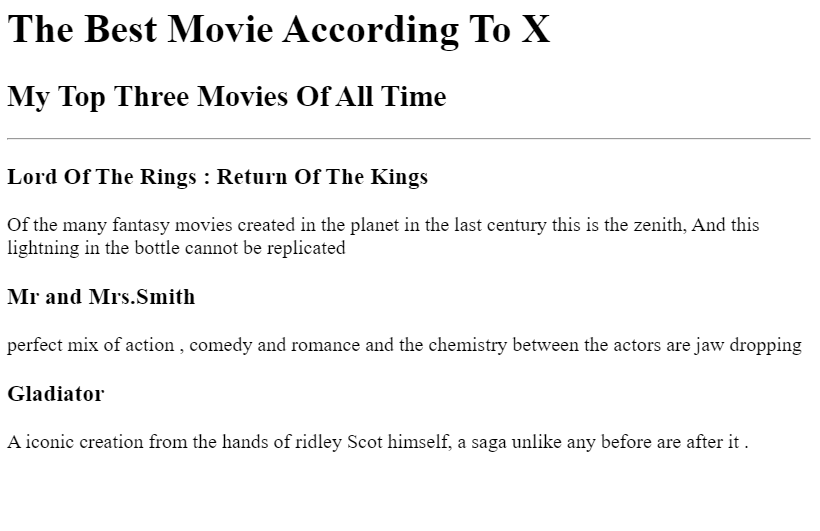 The Best Movie According To X
My Top Three Movies Of All Time
Lord Of The Rings : Return Of The Kings
Of the many fantasy movies created in the planet in the last century this is the zenith, And this
lightning in the bottle cannot be replicated
Mr and Mrs.Smith
perfect mix of action , comedy and romance and the chemistry between the actors are jaw dropping
Gladiator
A iconic creation from the hands of ridley Scot himself, a saga unlike any before are after it .